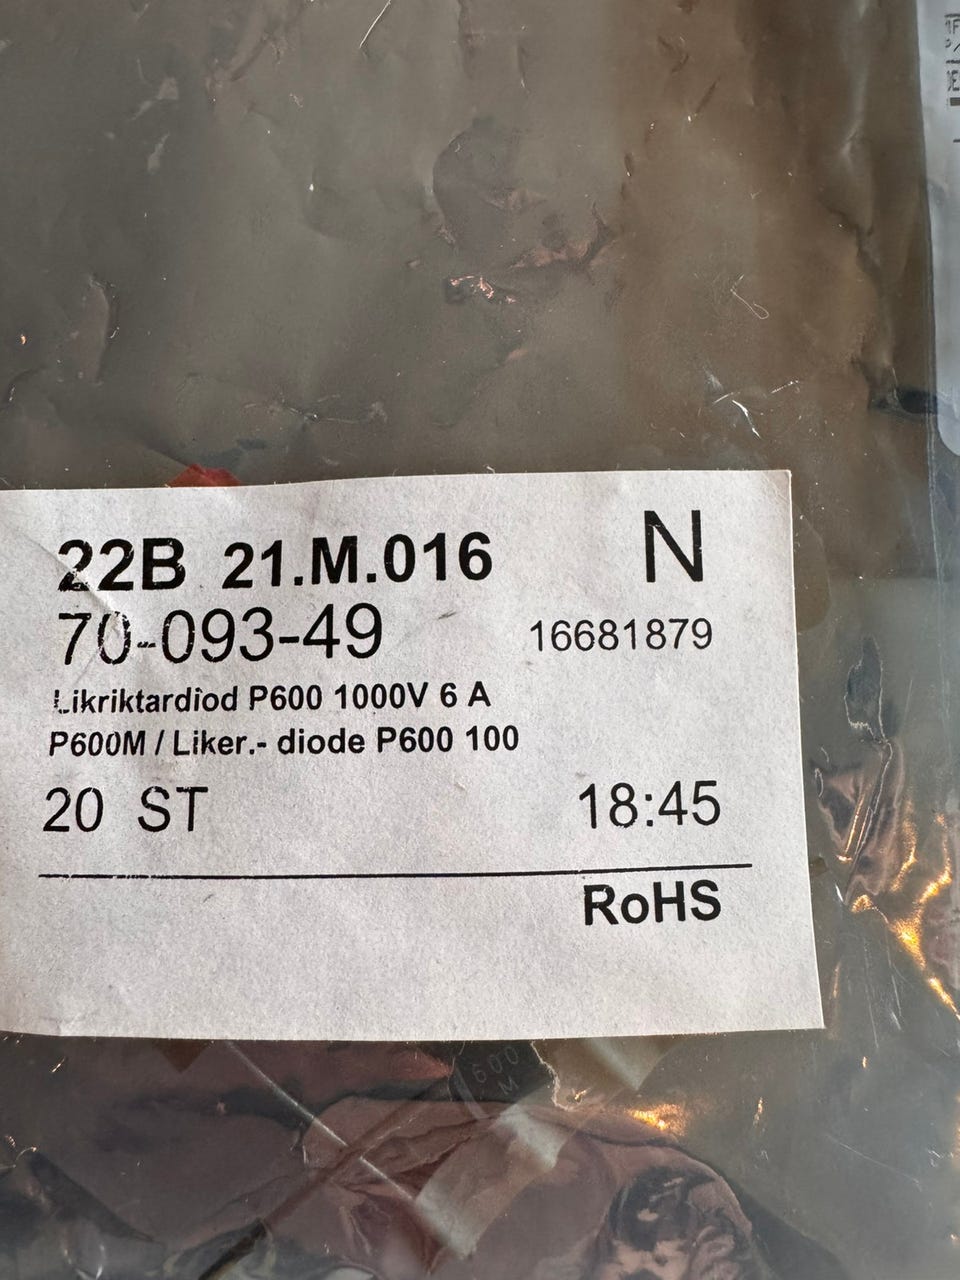 22B 21.M.016 N
70-093-49 16681879
Likriktardiod P600 1000V 6 A
P600M / Liker.- diode P600 100
20 ST 18:45
RoHS
600
M